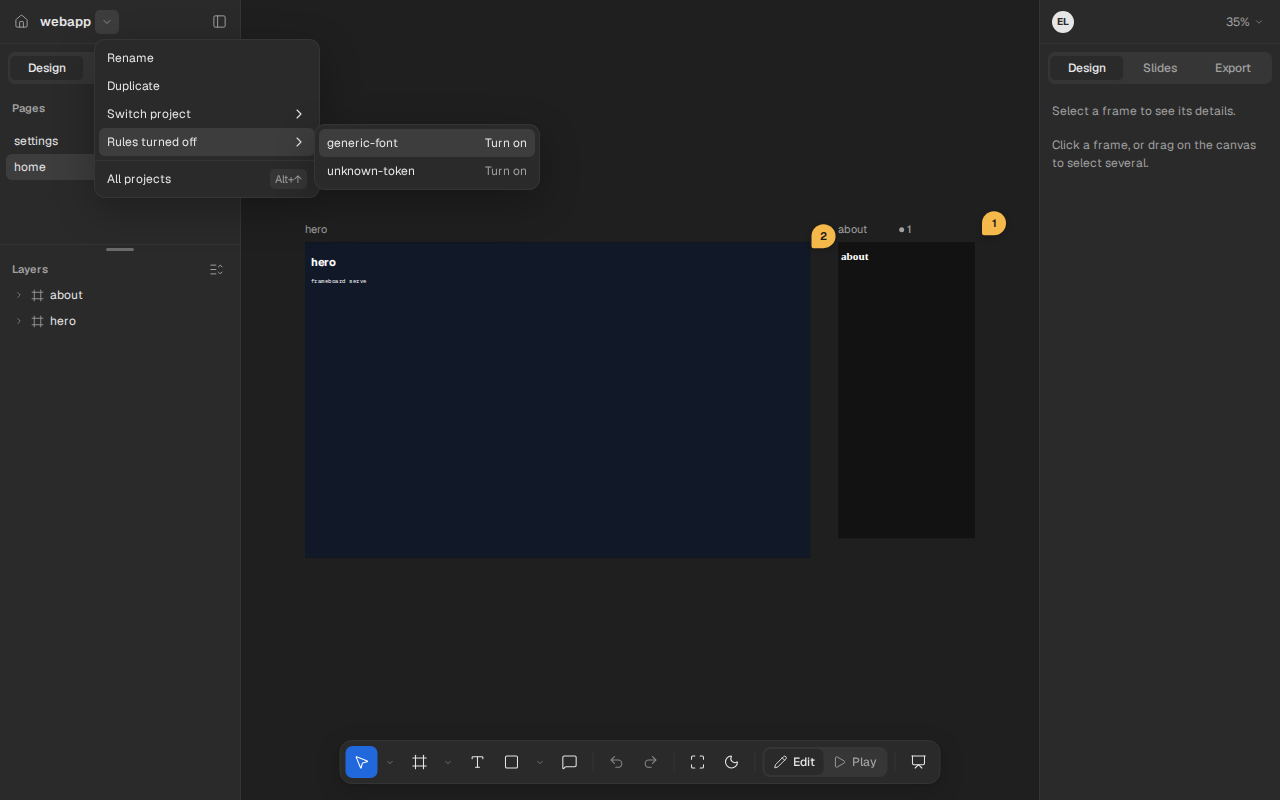 webapp
Design
Pages
settings
home
Rename
Duplicate
Switch project
Rules turned off
All projects Alt+↑
generic-font Turn on
unknown-token Turn on
Layers
about
hero
hero
2
about 1
1
hero
frameboard serve
about
Edit Play
EL 35%
Design Slides Export
Select a frame to see its details.
Click a frame, or drag on the canvas
to select several.